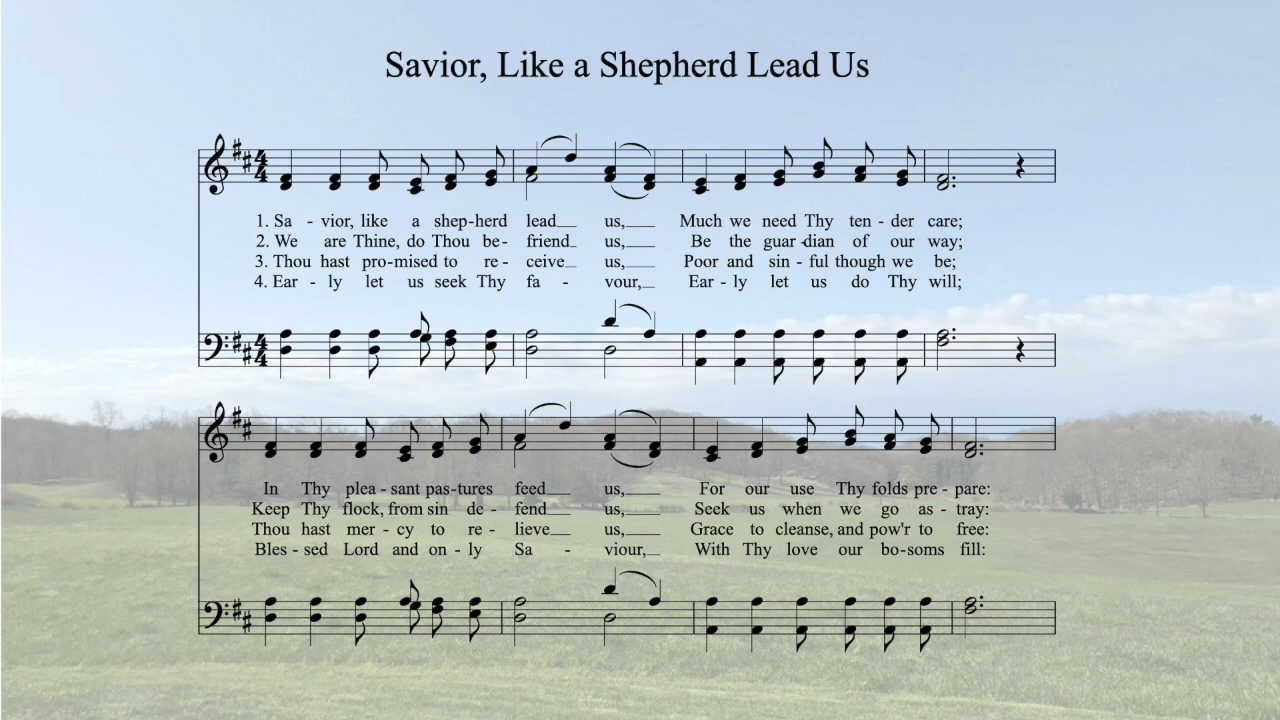 Savior, Like a Shepherd Lead Us
1. Sa - vior, like a shep-herd lead us, Much we need Thy ten - der care;
2. We are Thine, do Thou be - friend us, Be the guar - dian of our way;
3. Thou hast pro-mised to re - ceive us, Poor and sin - ful though we be;
4. Ear - ly let us seek Thy fa - vour, Ear - ly let us do Thy will;
In Thy plea - sant pas-tures feed us, For our use Thy folds pre - pare:
Keep Thy flock, from sin de - fend us, Seek us when we go as - tray:
Thou hast mer - cy to re - lieve us, Grace to cleanse, and pow'r to free:
Bles - sed Lord and on - ly Sa - viour, With Thy love our bo-soms fill: